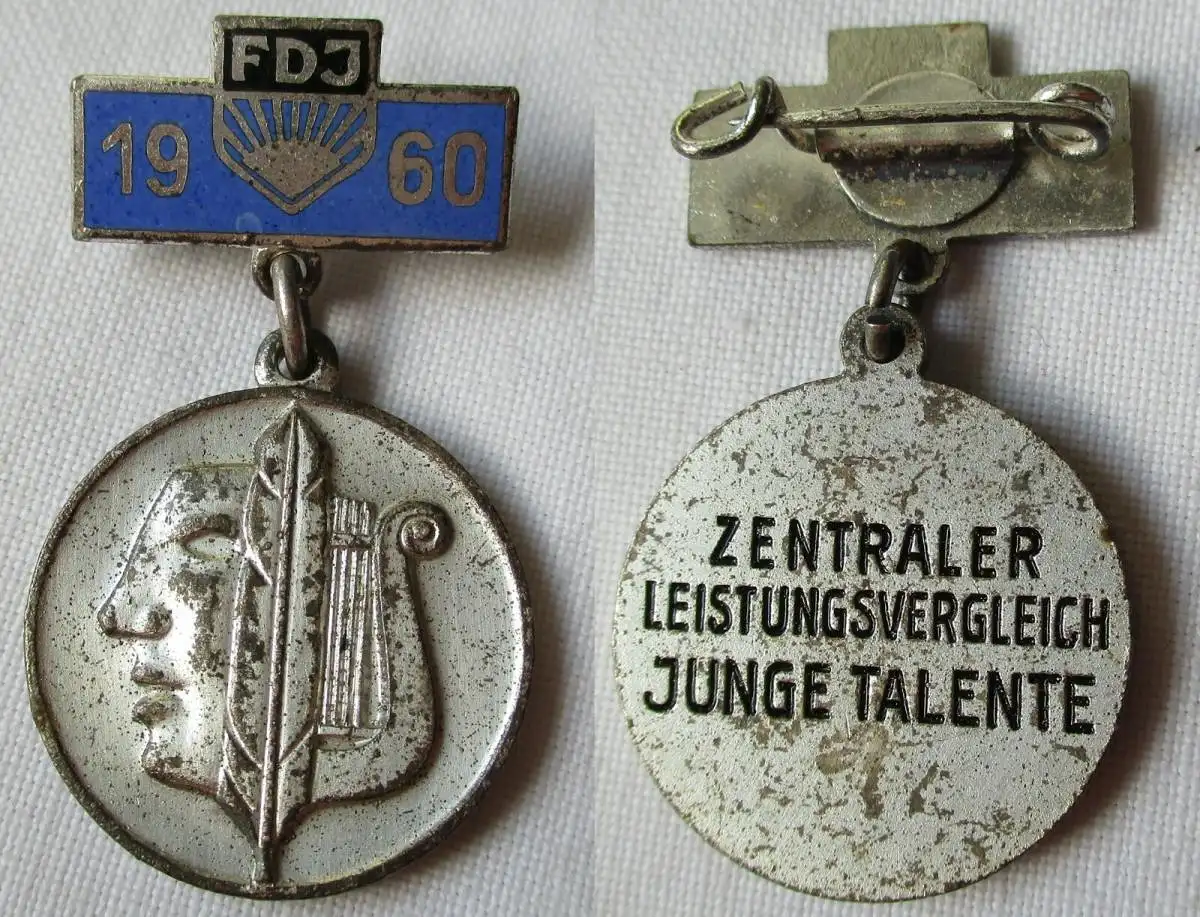 FDJ
19 60
ZENTRALER
LEISTUNGSVERGLEICH
JUNGE TALENTE